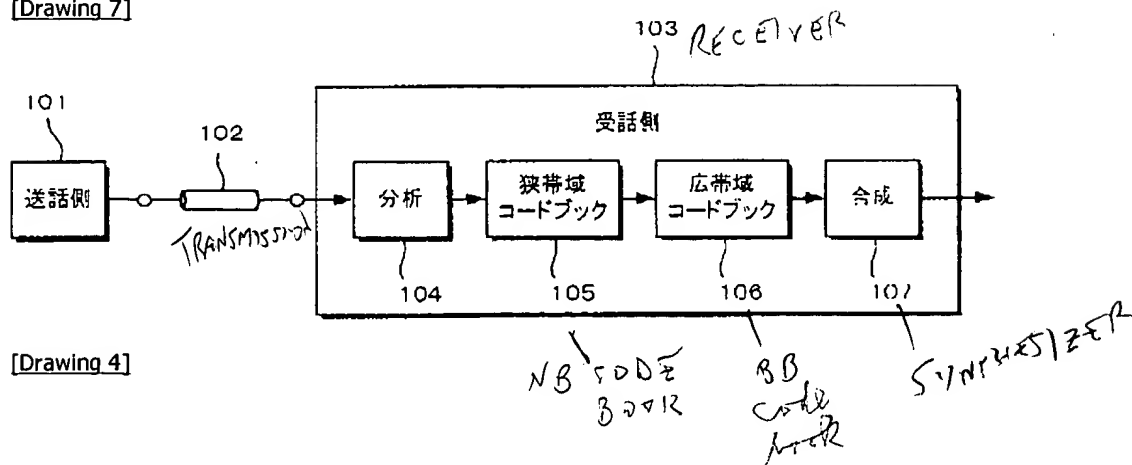 [Drawing 7]
103 RECEIVER
101
102
受話側
送話側
分析
狭帯域
コードブック
広帯域
コードブック
合成
TRANSMISSION
104
105
106
107
[Drawing 4]
NB CODE
BOOK
BB
Code
book
SYNTHESIZER